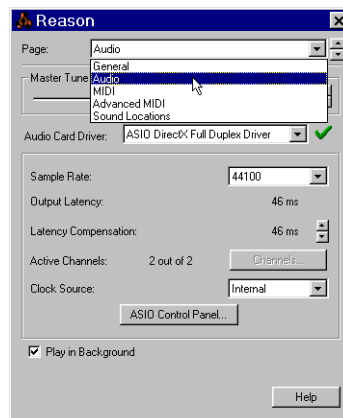 Reason
Page: Audio
General
Audio
MIDI
Advanced MIDI
Sound Locations
Master Tune
Audio Card Driver: ASIO DirectX Full Duplex Driver
Sample Rate: 44100
Output Latency: 46 ms
Latency Compensation: 46 ms
Active Channels: 2 out of 2 Channels...
Clock Source: Internal
ASIO Control Panel...
Play in Background
Help